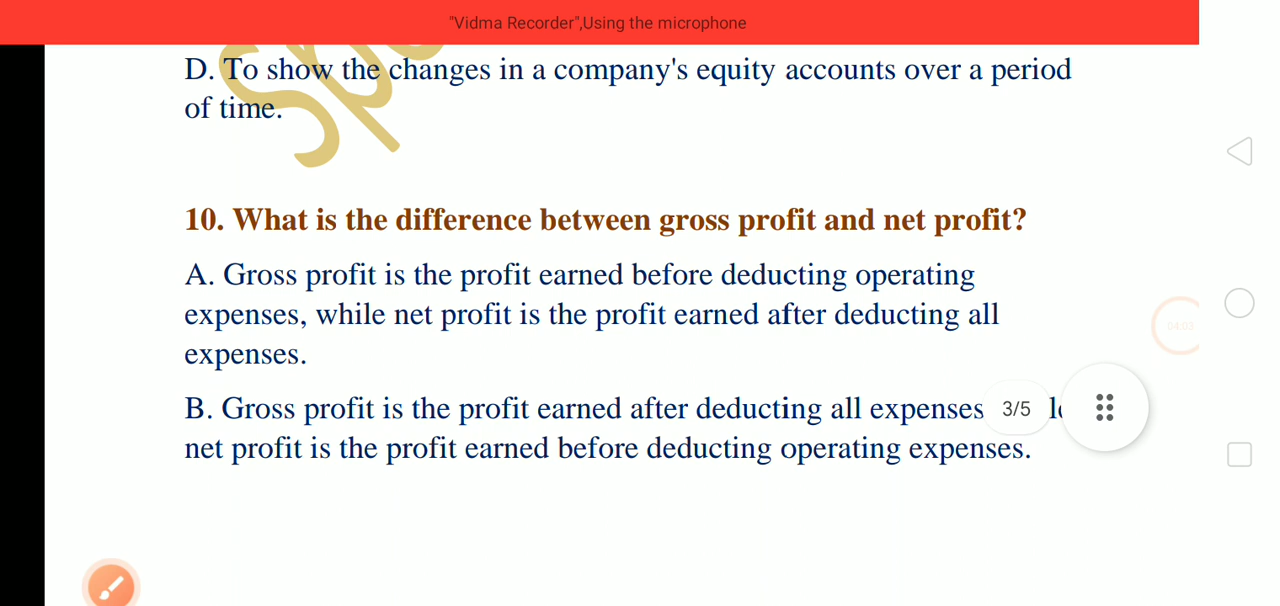 "Vidma Recorder",Using the microphone
D. To show the changes in a company's equity accounts over a period
of time.
10. What is the difference between gross profit and net profit?
A. Gross profit is the profit earned before deducting operating
expenses, while net profit is the profit earned after deducting all
expenses.
04:03
B. Gross profit is the profit earned after deducting all expenses 3/5
net profit is the profit earned before deducting operating expenses.